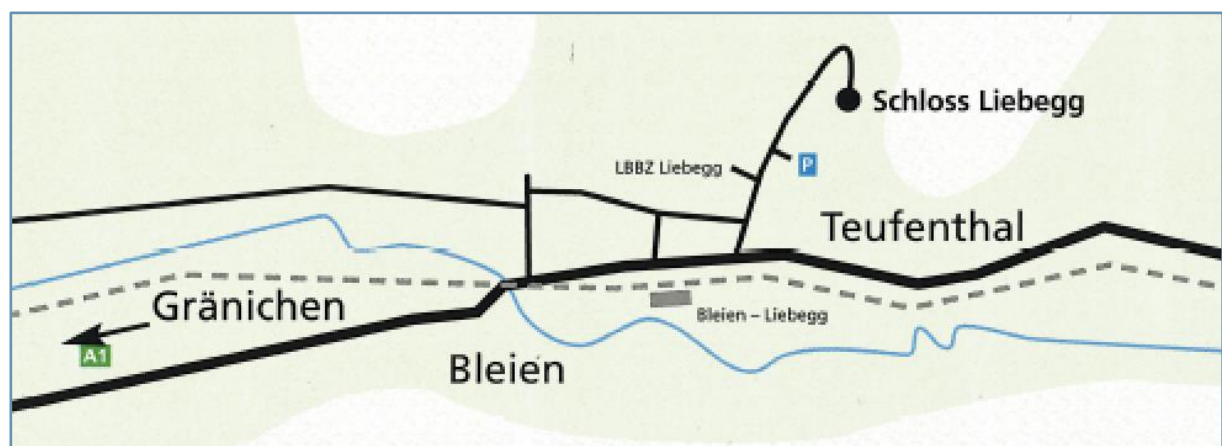 Schloss Liebegg
LBBZ Liebegg
P
Teufenthal
Gränichen
Bleien – Liebegg
A1
Bleien